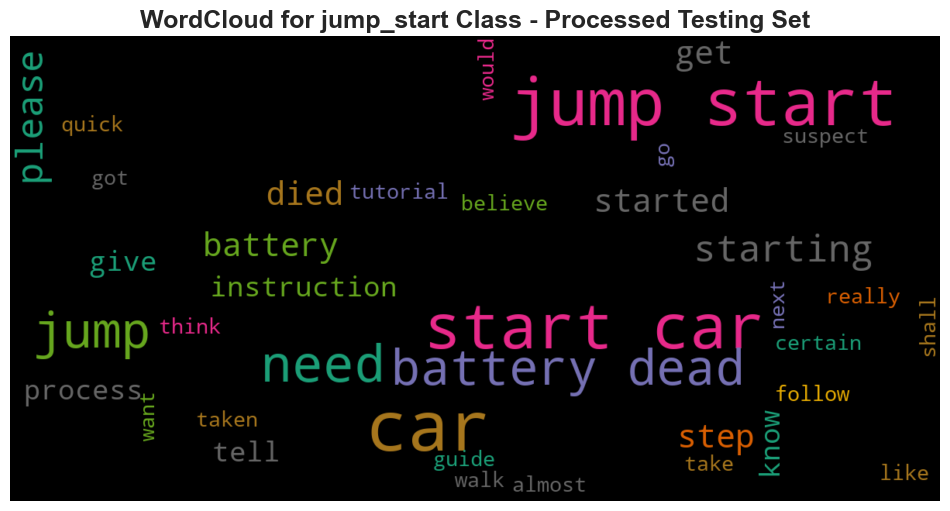 WordCloud for jump_start Class - Processed Testing Set
please
would
get
jump start
quick
suspect
go
got
died
tutorial
believe
started
battery
starting
give
instruction
next
really
shall
jump
think
start car
certain
need
battery dead
process
want
follow
taken
car
step
know
tell
guide
take
walk
almost
like